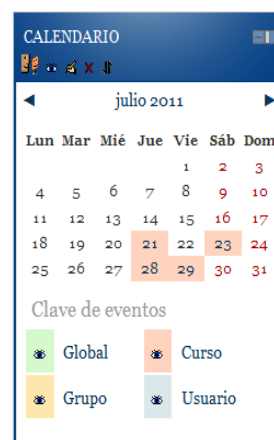 CALENDARIO
julio 2011
Lun Mar Mié Jue Vie Sáb Dom
1 2 3
4 5 6 7 8 9 10
11 12 13 14 15 16 17
18 19 20 21 22 23 24
25 26 27 28 29 30 31
Clave de eventos
Global Curso
Grupo Usuario